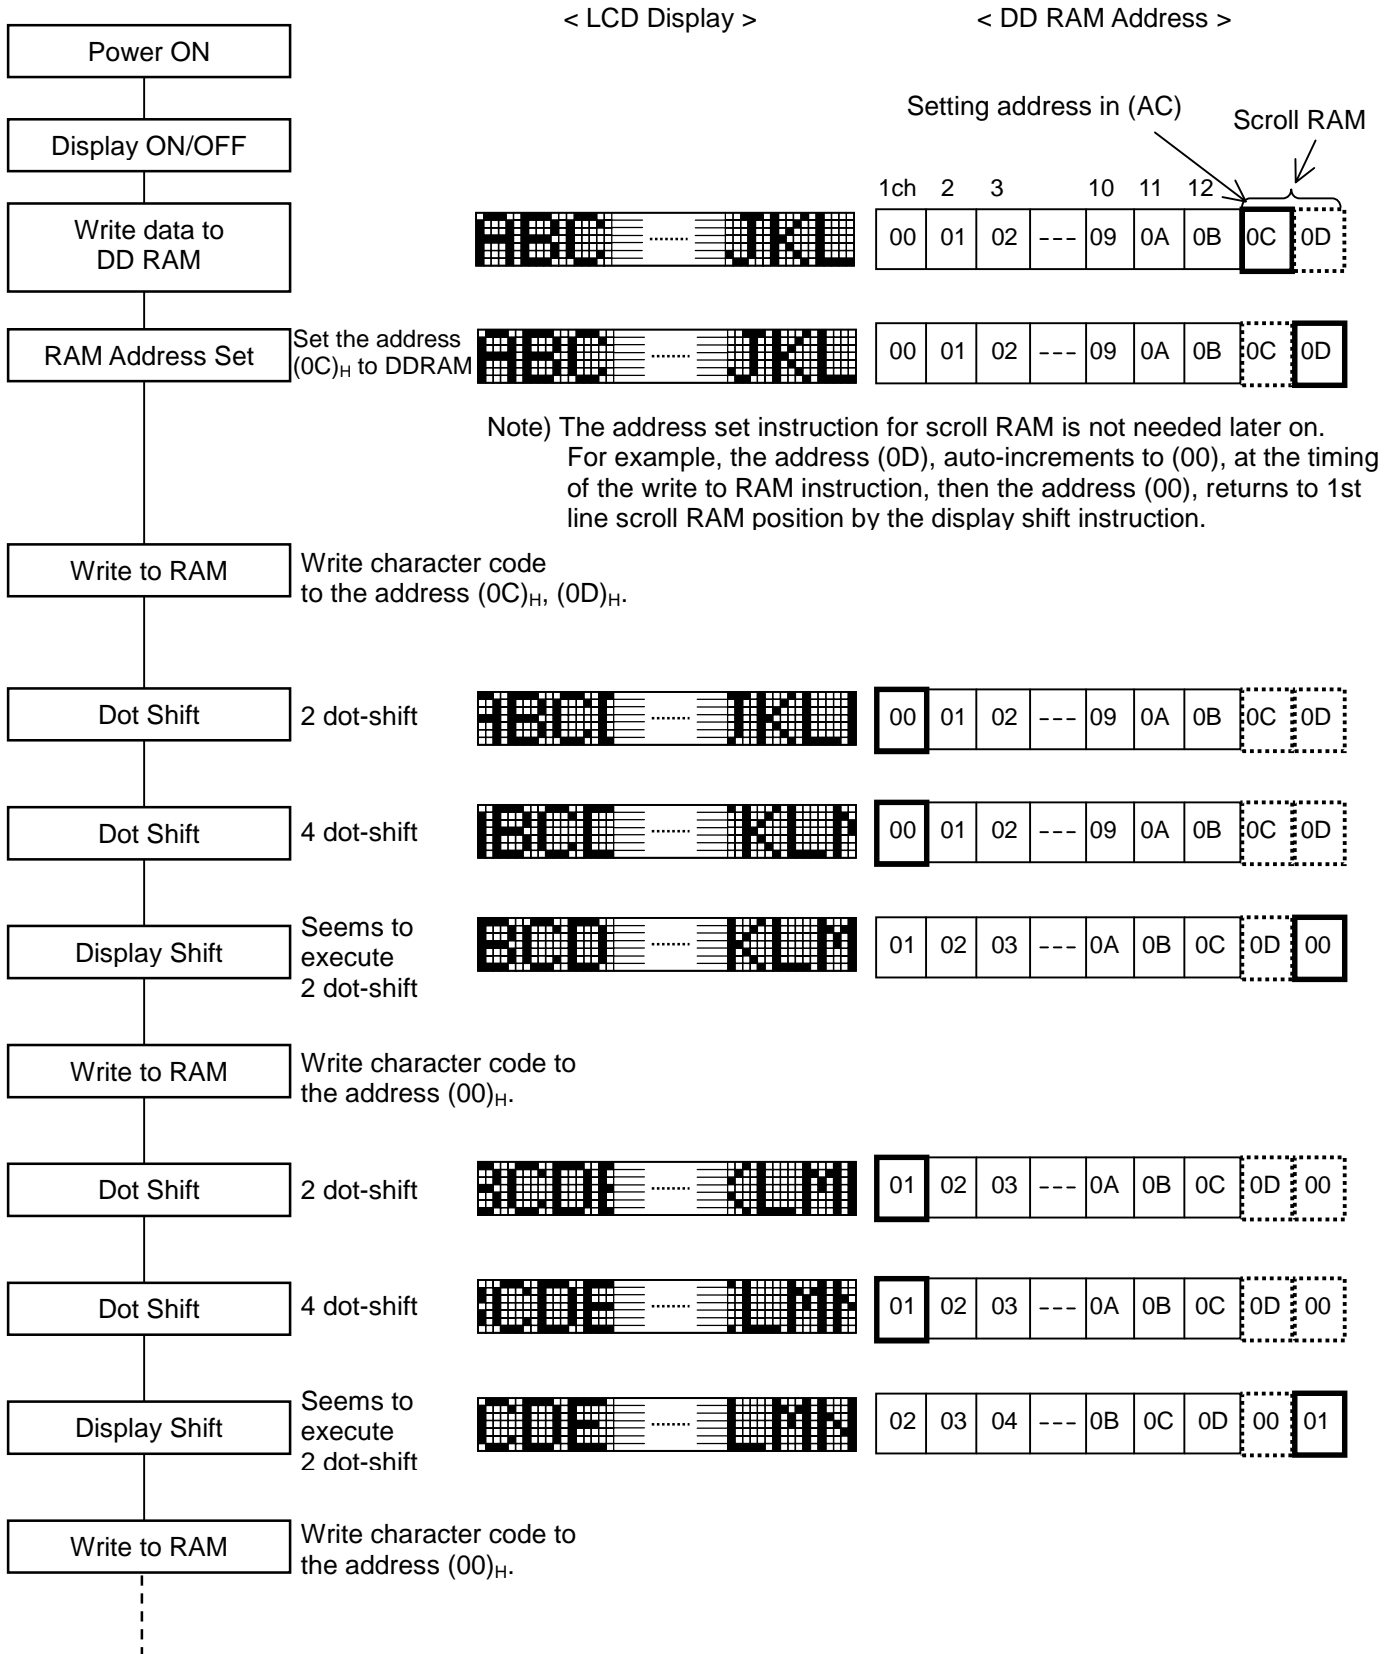 < LCD Display > < DD RAM Address >
Power ON
Setting address in (AC)
Scroll RAM
Display ON/OFF
1ch 2 3 10 11 12
Write data to
DD RAM
ABC ········ JKL
00 01 02 --- 09 0A 0B 0C 0D
RAM Address Set
Set the address
(0C)H to DDRAM
ABC ········ JKL
00 01 02 --- 09 0A 0B 0C 0D
Note) The address set instruction for scroll RAM is not needed later on.
For example, the address (0D), auto-increments to (00), at the timing
of the write to RAM instruction, then the address (00), returns to 1st
line scroll RAM position by the display shift instruction.
Write to RAM
Write character code
to the address (0C)H, (0D)H.
Dot Shift
2 dot-shift
········
00 01 02 --- 09 0A 0B 0C 0D
Dot Shift
4 dot-shift
········
00 01 02 --- 09 0A 0B 0C 0D
Display Shift
Seems to
execute
2 dot-shift
BCD ········ KLM
01 02 03 --- 0A 0B 0C 0D 00
Write to RAM
Write character code to
the address (00)H.
Dot Shift
2 dot-shift
········
01 02 03 --- 0A 0B 0C 0D 00
Dot Shift
4 dot-shift
········
01 02 03 --- 0A 0B 0C 0D 00
Display Shift
Seems to
execute
2 dot-shift
CDE ········ LMN
02 03 04 --- 0B 0C 0D 00 01
Write to RAM
Write character code to
the address (00)H.